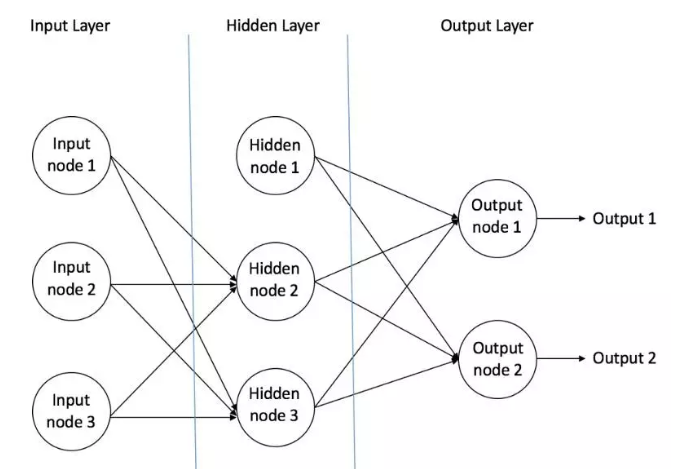 Input Layer
Hidden Layer
Output Layer
Input
node 1
Hidden
node 1
Output
node 1
Output 1
Input
node 2
Hidden
node 2
Output
node 2
Output 2
Input
node 3
Hidden
node 3